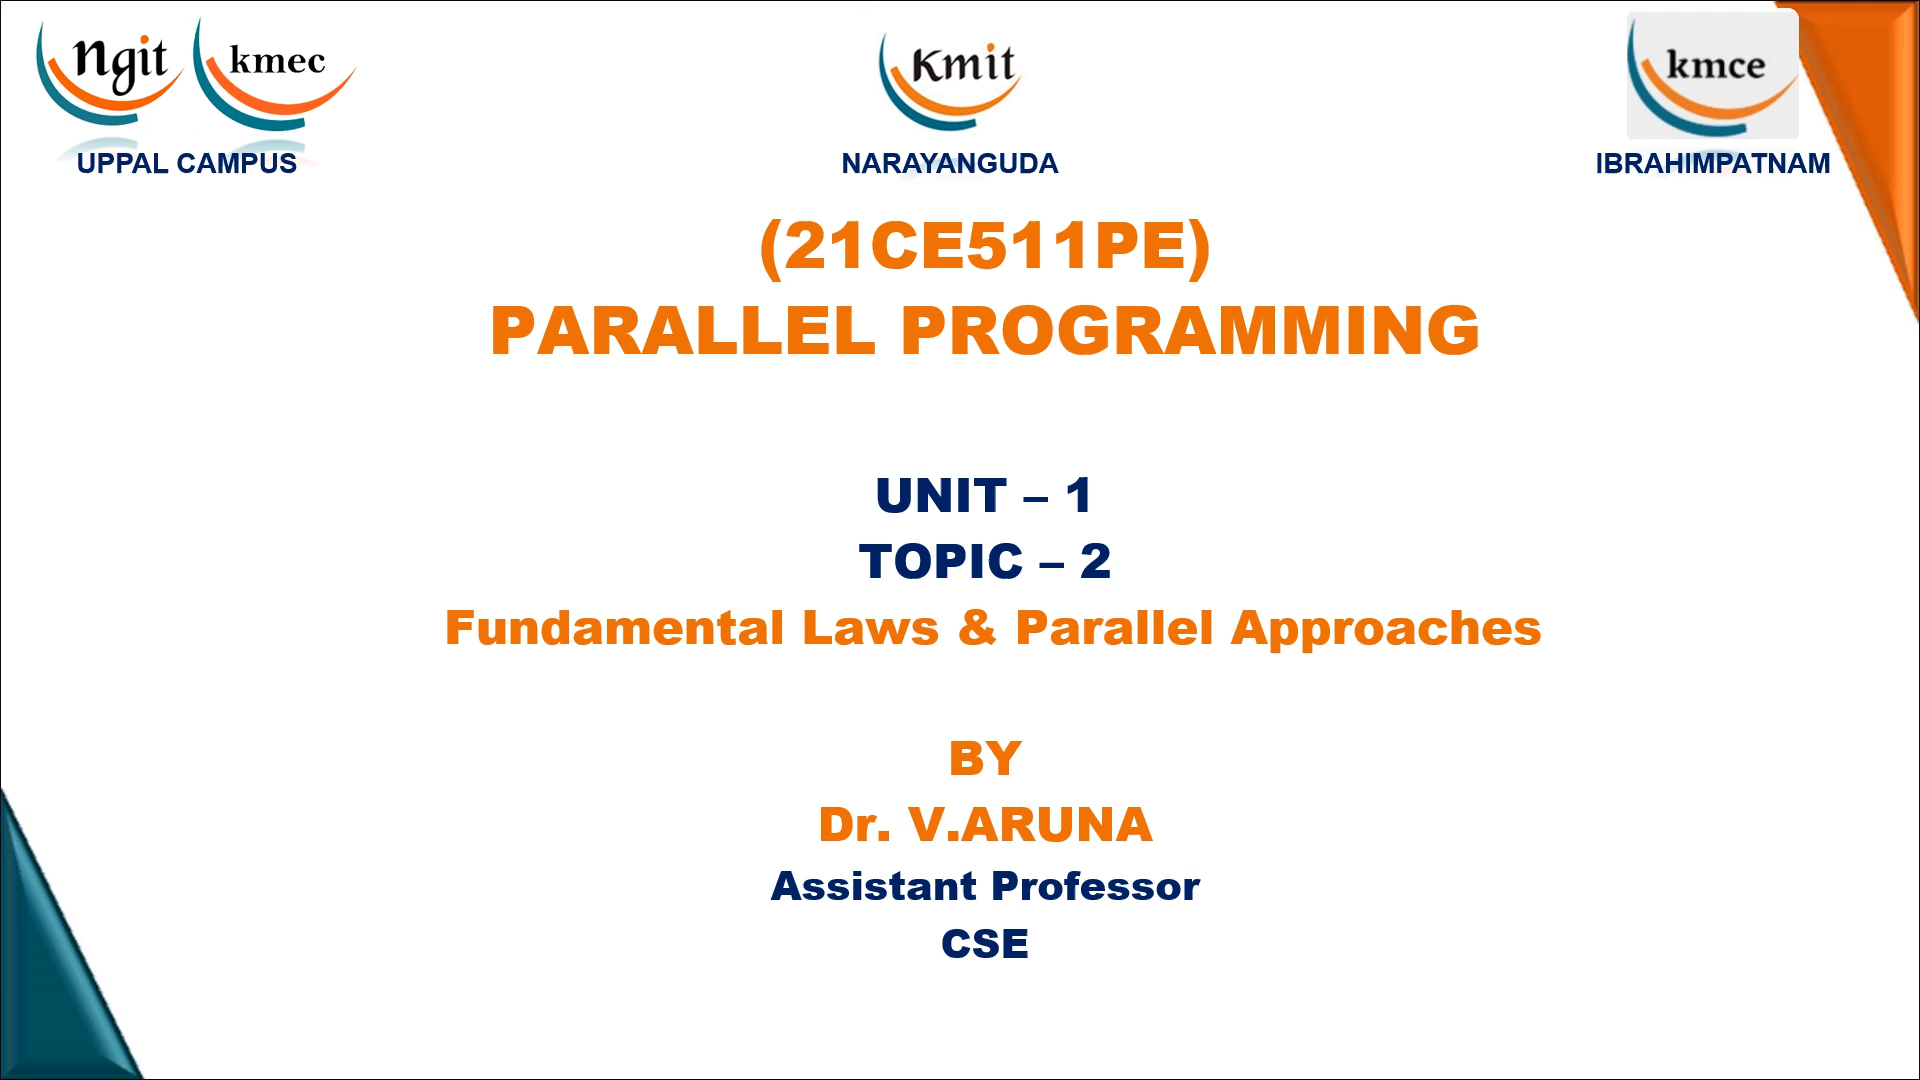 Ngit kmec Kmit kmce
UPPAL CAMPUS NARAYANGUDA IBRAHIMPATNAM
(21CE511PE)
PARALLEL PROGRAMMING
UNIT – 1
TOPIC – 2
Fundamental Laws & Parallel Approaches
BY
Dr. V.ARUNA
Assistant Professor
CSE